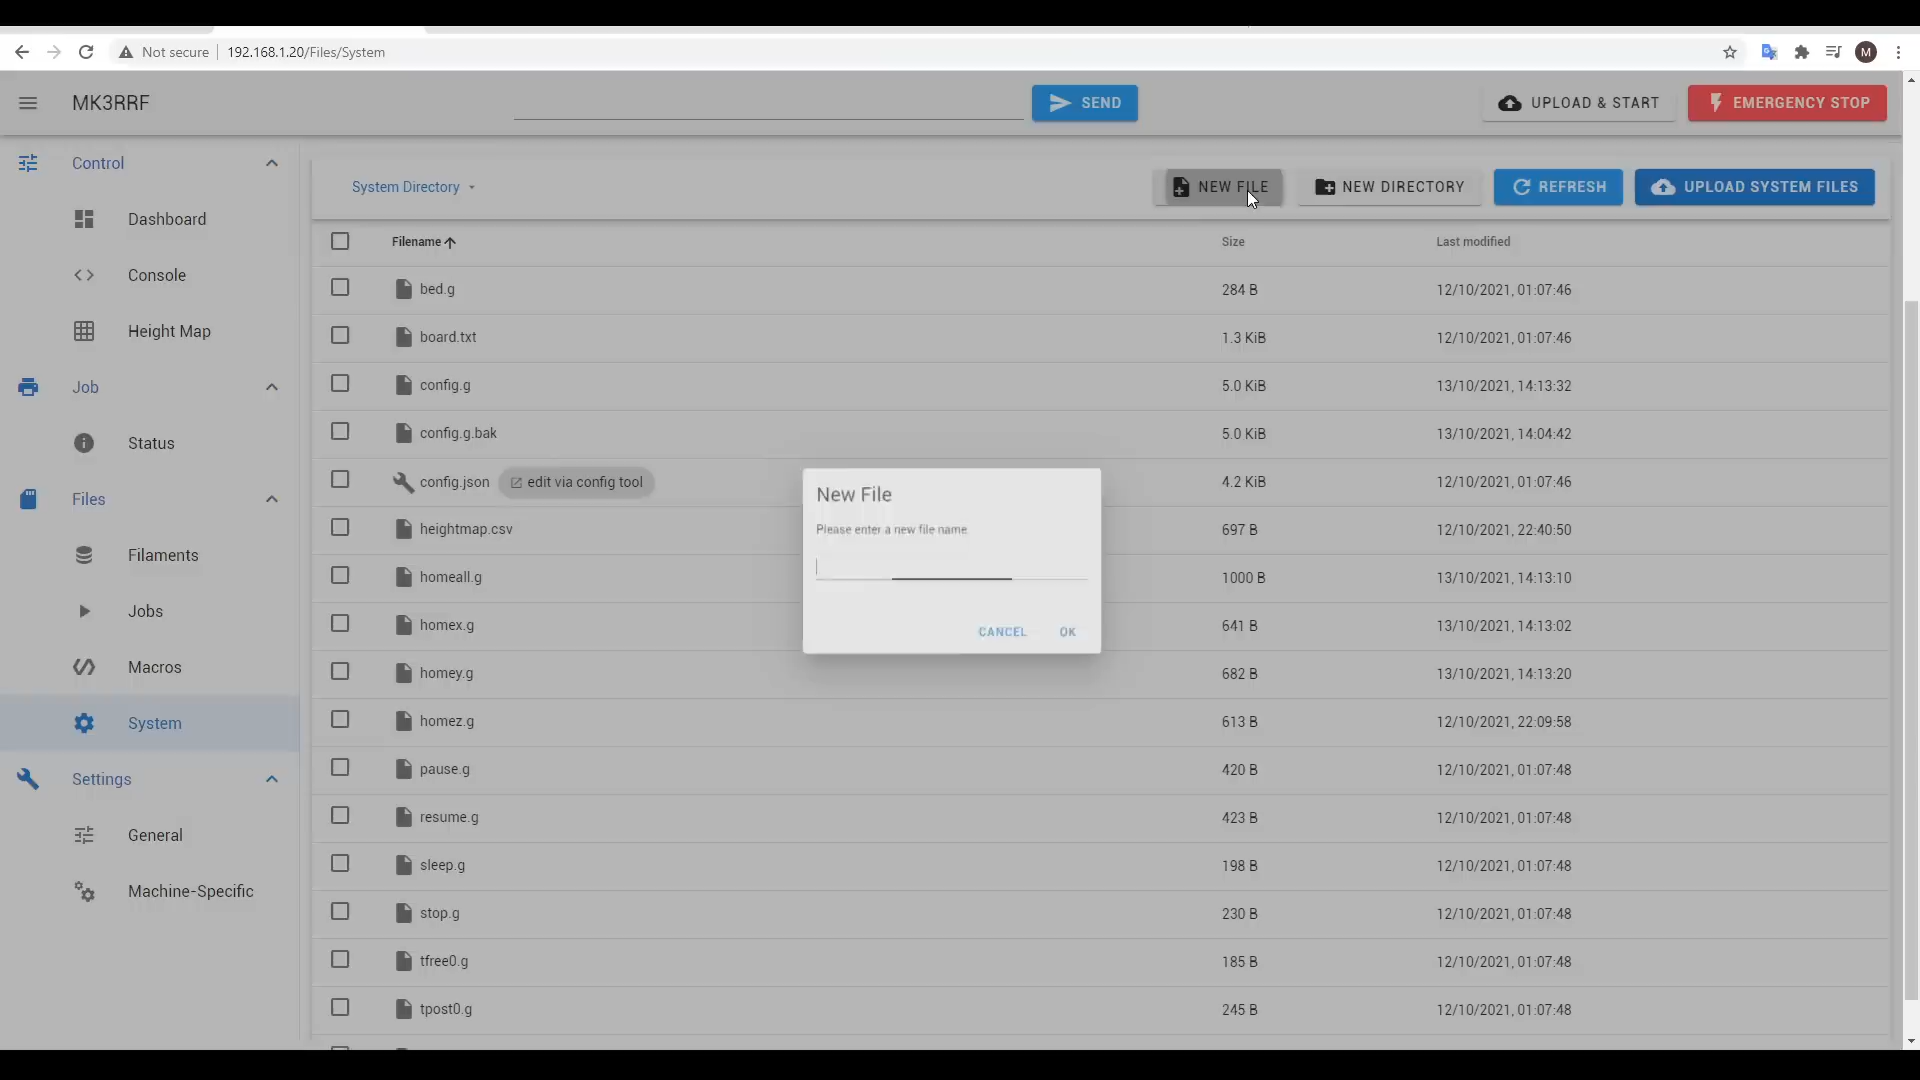 Not secure 192.168.1.20/Files/System M
MK3RRF SEND UPLOAD & START EMERGENCY STOP
Control
Dashboard
Console
Height Map
Job
Status
Files
Filaments
Jobs
Macros
System
Settings
General
Machine-Specific
System Directory NEW FILE NEW DIRECTORY REFRESH UPLOAD SYSTEM FILES
Filename Size Last modified
bed.g 284 B 12/10/2021, 01:07:46
board.txt 1.3 KiB 12/10/2021, 01:07:46
config.g 5.0 KiB 13/10/2021, 14:13:32
config.g.bak 5.0 KiB 13/10/2021, 14:04:42
config.json edit via config tool 4.2 KiB 12/10/2021, 01:07:46
heightmap.csv 697 B 12/10/2021, 22:40:50
homeall.g 1000 B 13/10/2021, 14:13:10
homex.g 641 B 13/10/2021, 14:13:02
homey.g 682 B 13/10/2021, 14:13:20
homez.g 613 B 12/10/2021, 22:09:58
pause.g 420 B 12/10/2021, 01:07:48
resume.g 423 B 12/10/2021, 01:07:48
sleep.g 198 B 12/10/2021, 01:07:48
stop.g 230 B 12/10/2021, 01:07:48
tfree0.g 185 B 12/10/2021, 01:07:48
tpost0.g 245 B 12/10/2021, 01:07:48
New File
Please enter a new file name
CANCEL OK